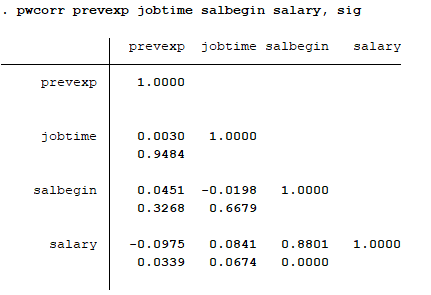 . pwcorr prevexp jobtime salbegin salary, sig
prevexp jobtime salbegin salary
prevexp 1.0000
jobtime 0.0030 1.0000
0.9484
salbegin 0.0451 -0.0198 1.0000
0.3268 0.6679
salary -0.0975 0.0841 0.8801 1.0000
0.0339 0.0674 0.0000